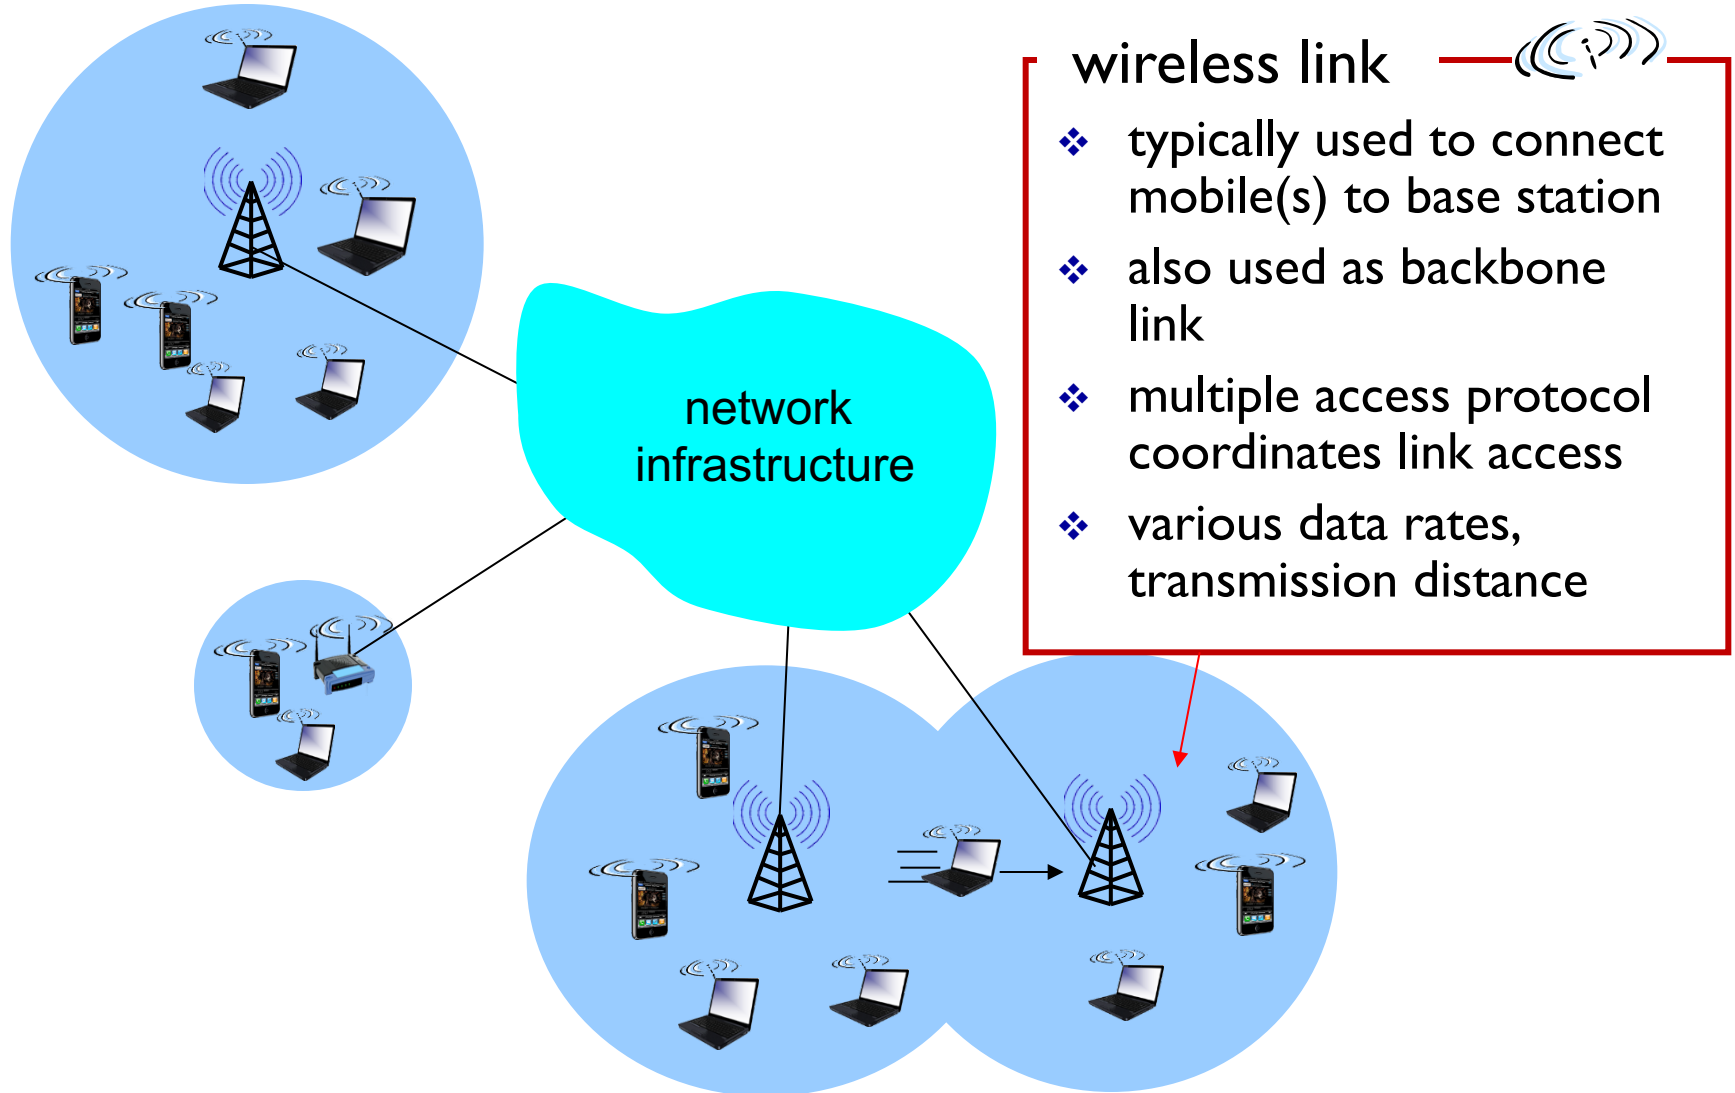 wireless link
❖ typically used to connect
mobile(s) to base station
❖ also used as backbone
link
❖ multiple access protocol
coordinates link access
❖ various data rates,
transmission distance
network
infrastructure